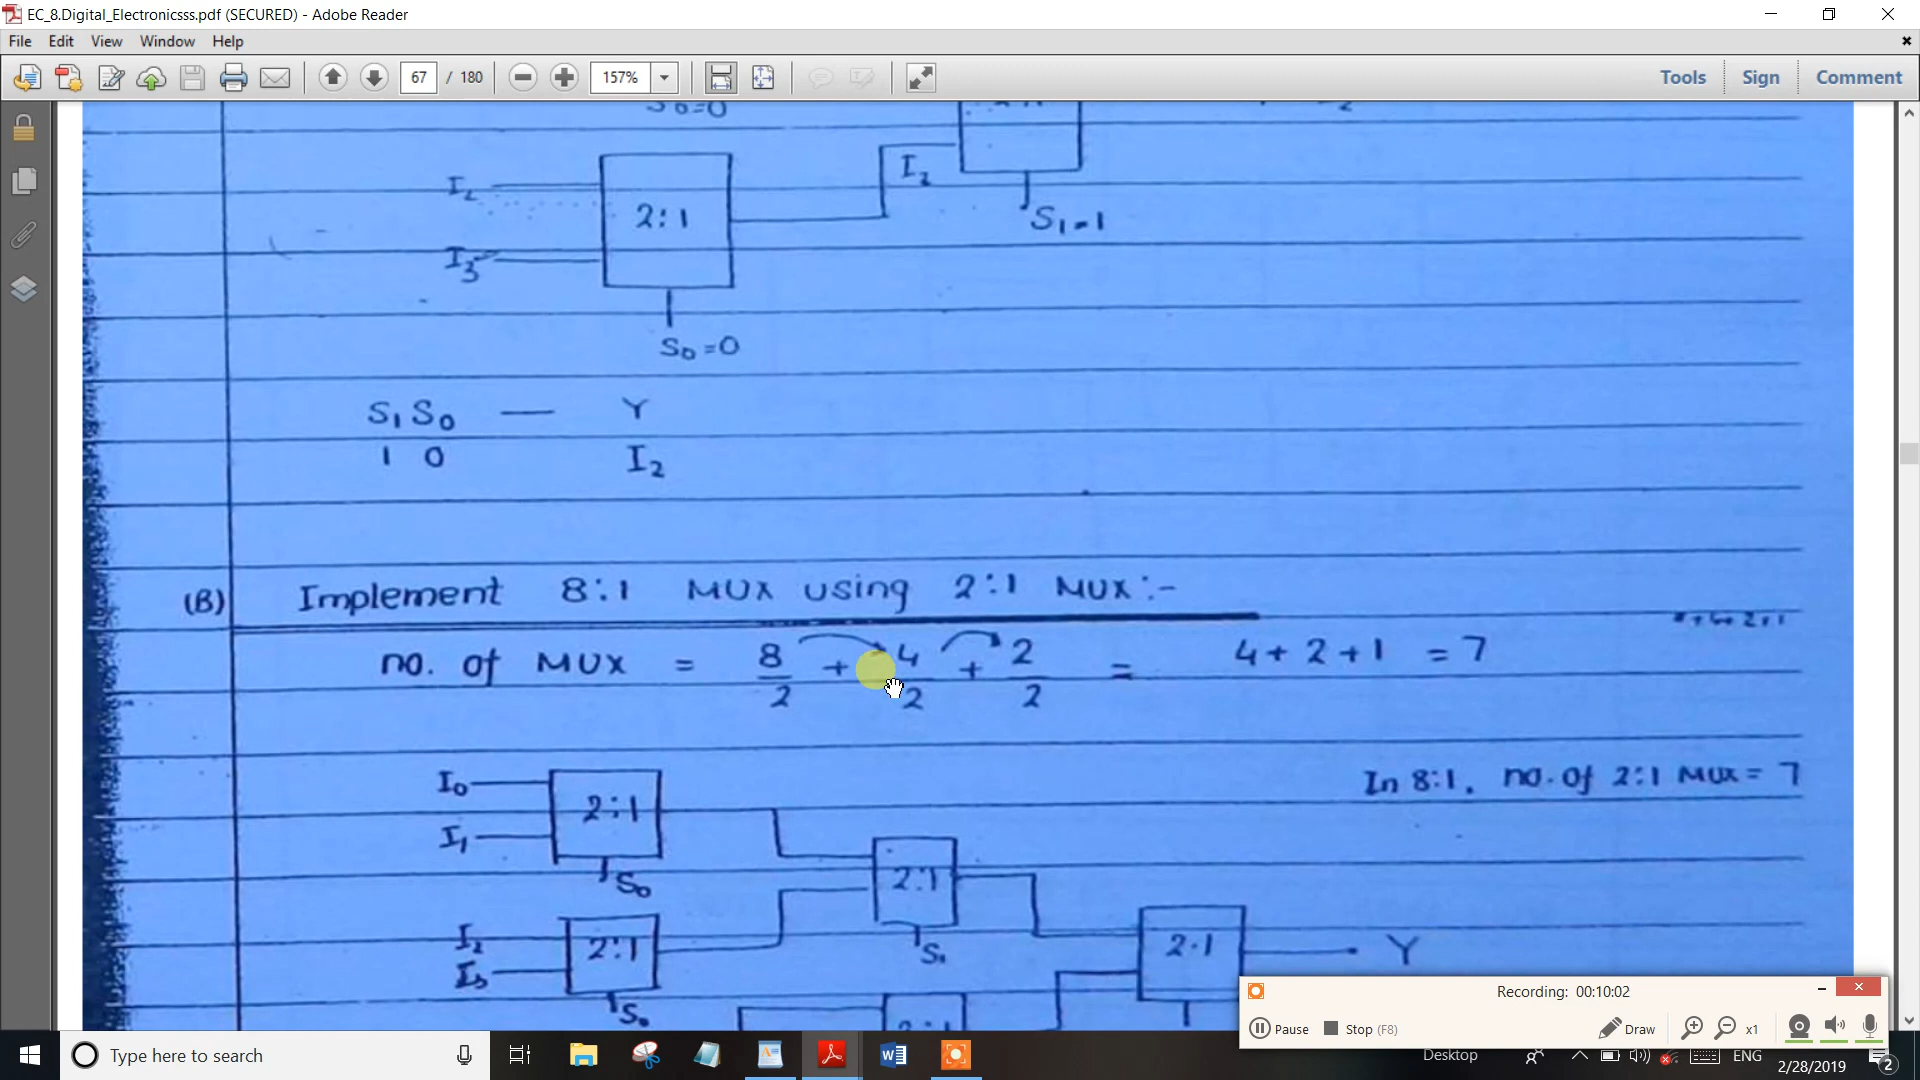 EC_8.Digital_Electronicsss.pdf (SECURED) - Adobe Reader
File Edit View Window Help
67 / 180 157% Tools Sign Comment
S0=0
I2
2:1
I3
S1=1
S0=0
S1 S0 — Y
1 0 I2
(B) Implement 8:1 MUX using 2:1 MUX:-
no. of MUX = 8/2 + 4/2 + 2/2 = 4+2+1 = 7
In 8:1, no. of 2:1 MUX = 7
I0
2:1
I1
S0
2:1
I2
2:1
I3
S0
S1
2:1
Y
Recording: 00:10:02
Pause Stop (F8) Draw x1
Type here to search
Desktop
ENG
2/28/2019
2